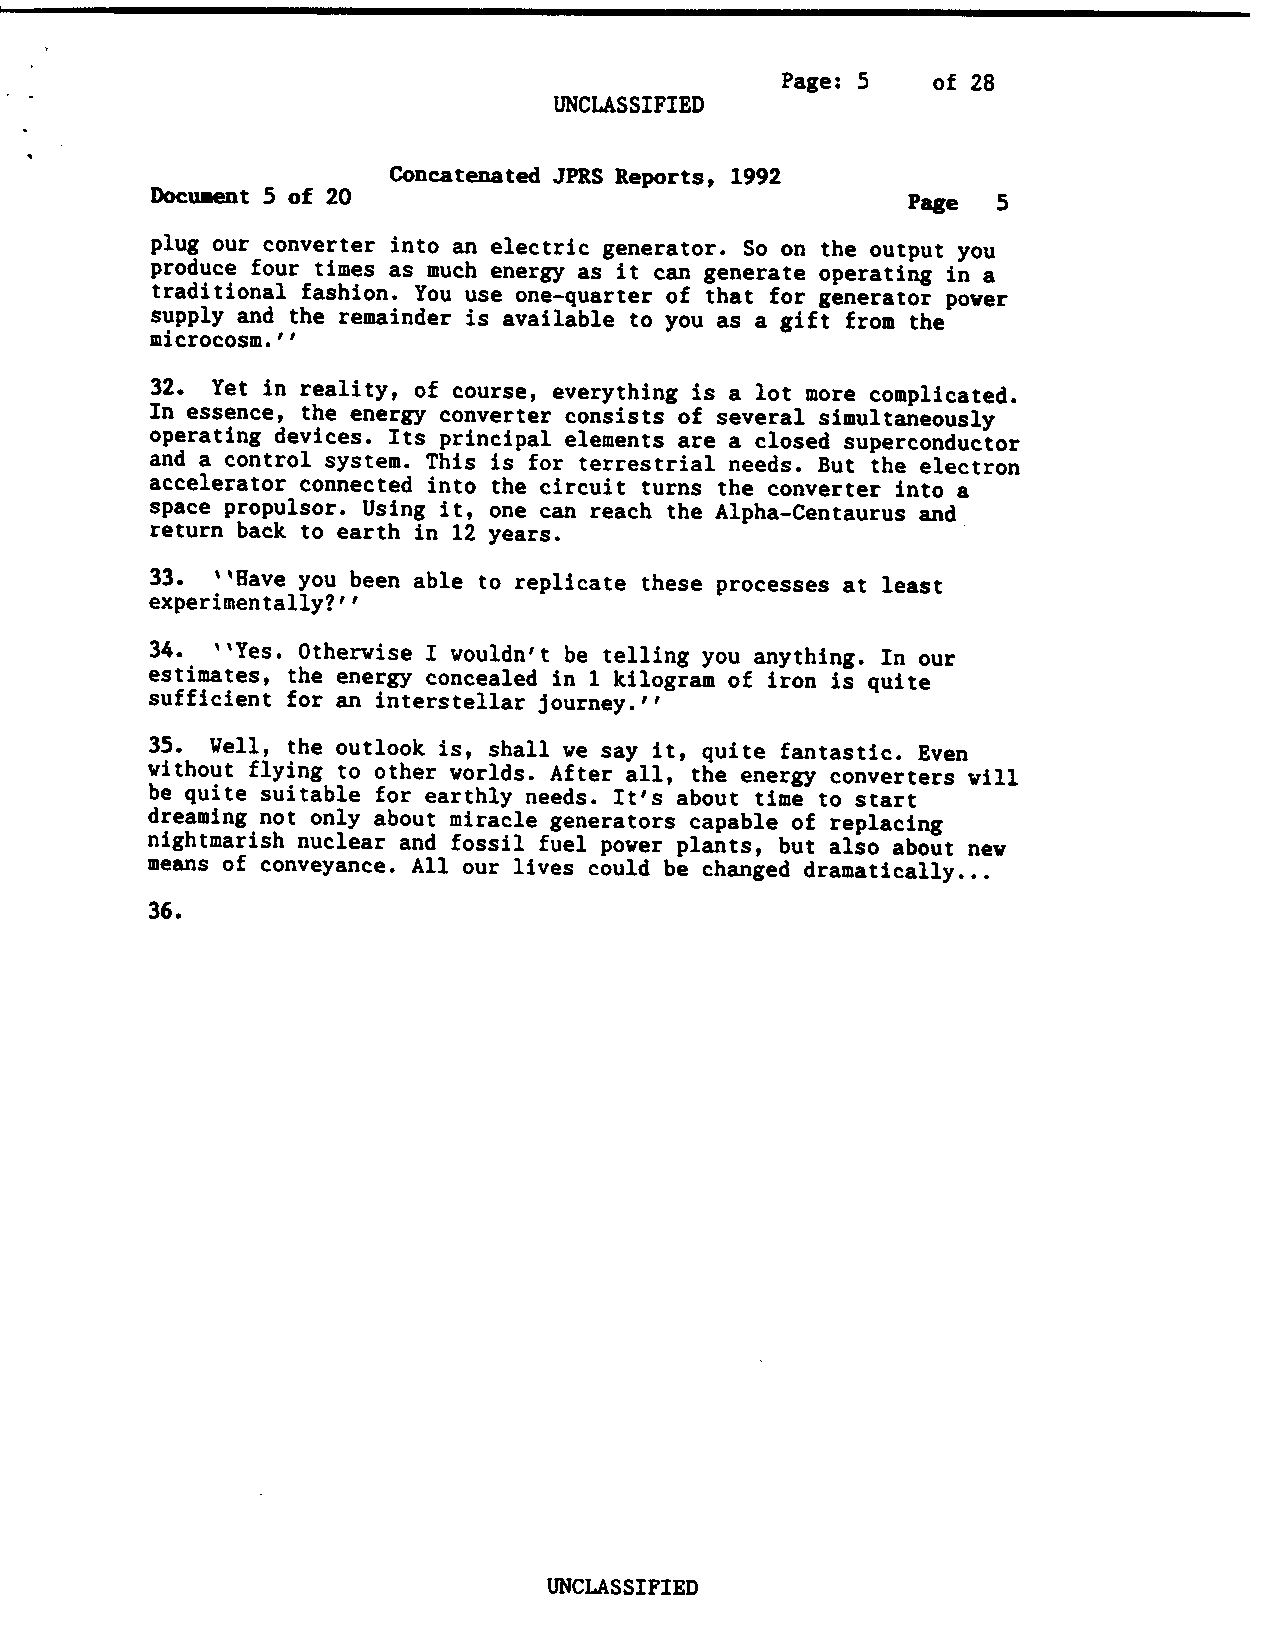 Page: 5 of 28
UNCLASSIFIED
Concatenated JPRS Reports, 1992
Document 5 of 20 Page 5
plug our converter into an electric generator. So on the output you
produce four times as much energy as it can generate operating in a
traditional fashion. You use one-quarter of that for generator power
supply and the remainder is available to you as a gift from the
microcosm.''
32. Yet in reality, of course, everything is a lot more complicated.
In essence, the energy converter consists of several simultaneously
operating devices. Its principal elements are a closed superconductor
and a control system. This is for terrestrial needs. But the electron
accelerator connected into the circuit turns the converter into a
space propulsor. Using it, one can reach the Alpha-Centaurus and
return back to earth in 12 years.
33. ``Have you been able to replicate these processes at least
experimentally?''
34. ``Yes. Otherwise I wouldn't be telling you anything. In our
estimates, the energy concealed in 1 kilogram of iron is quite
sufficient for an interstellar journey.''
35. Well, the outlook is, shall we say it, quite fantastic. Even
without flying to other worlds. After all, the energy converters will
be quite suitable for earthly needs. It's about time to start
dreaming not only about miracle generators capable of replacing
nightmarish nuclear and fossil fuel power plants, but also about new
means of conveyance. All our lives could be changed dramatically...
36.
UNCLASSIFIED